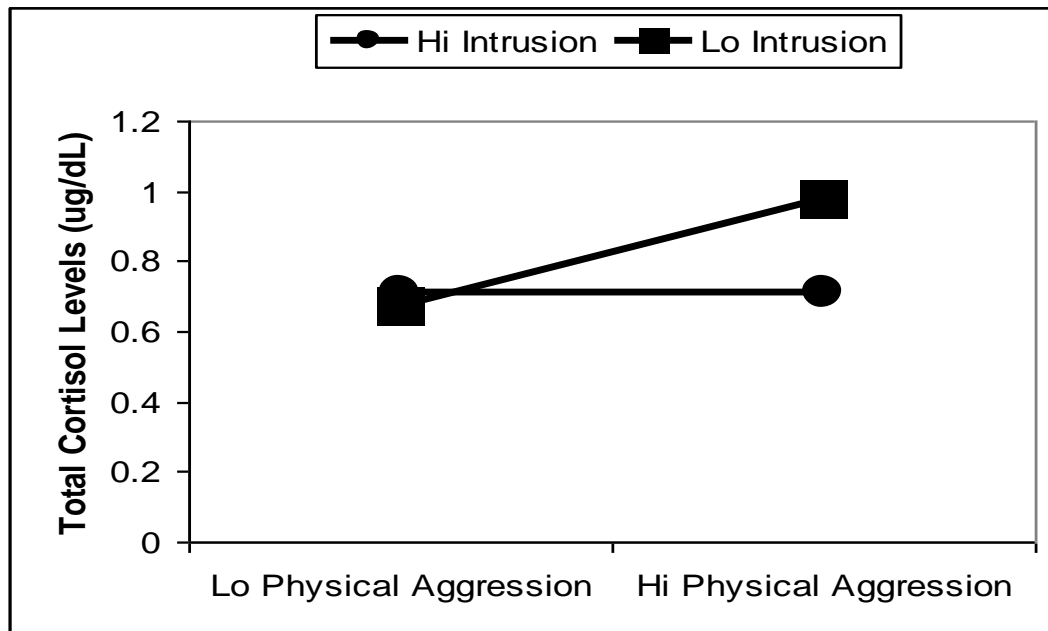 Hi Intrusion Lo Intrusion
Total Cortisol Levels (ug/dL)
1.2
1
0.8
0.6
0.4
0.2
0
Lo Physical Aggression Hi Physical Aggression